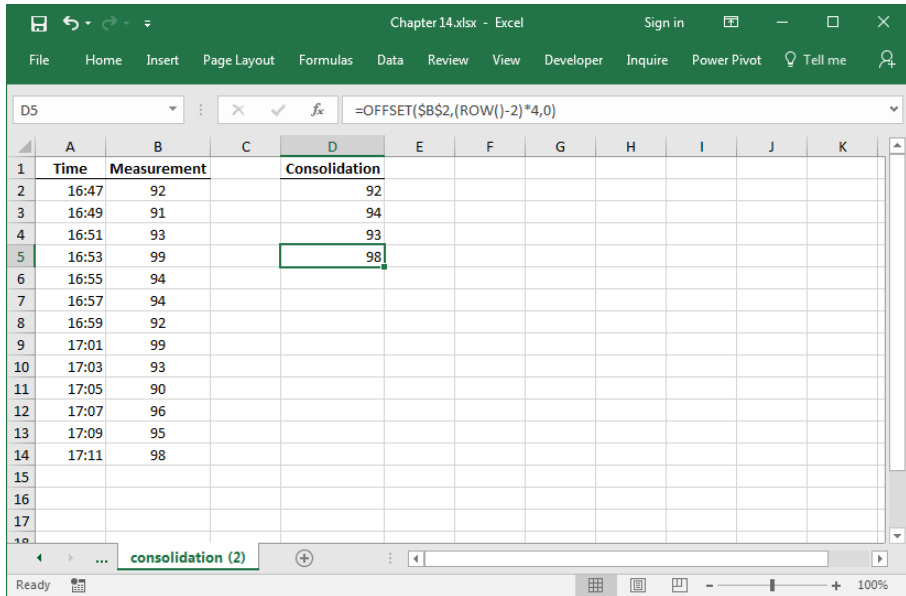 Chapter 14.xlsx - Excel Sign in
File Home Insert Page Layout Formulas Data Review View Developer Inquire Power Pivot Tell me
D5 fx =OFFSET($B$2,(ROW()-2)*4,0)
A B C D E F G H I J K
1 Time Measurement Consolidation
2 16:47 92 92
3 16:49 91 94
4 16:51 93 93
5 16:53 99 98
6 16:55 94
7 16:57 94
8 16:59 92
9 17:01 99
10 17:03 93
11 17:05 90
12 17:07 96
13 17:09 95
14 17:11 98
15
16
17
18
... consolidation (2)
Ready 100%